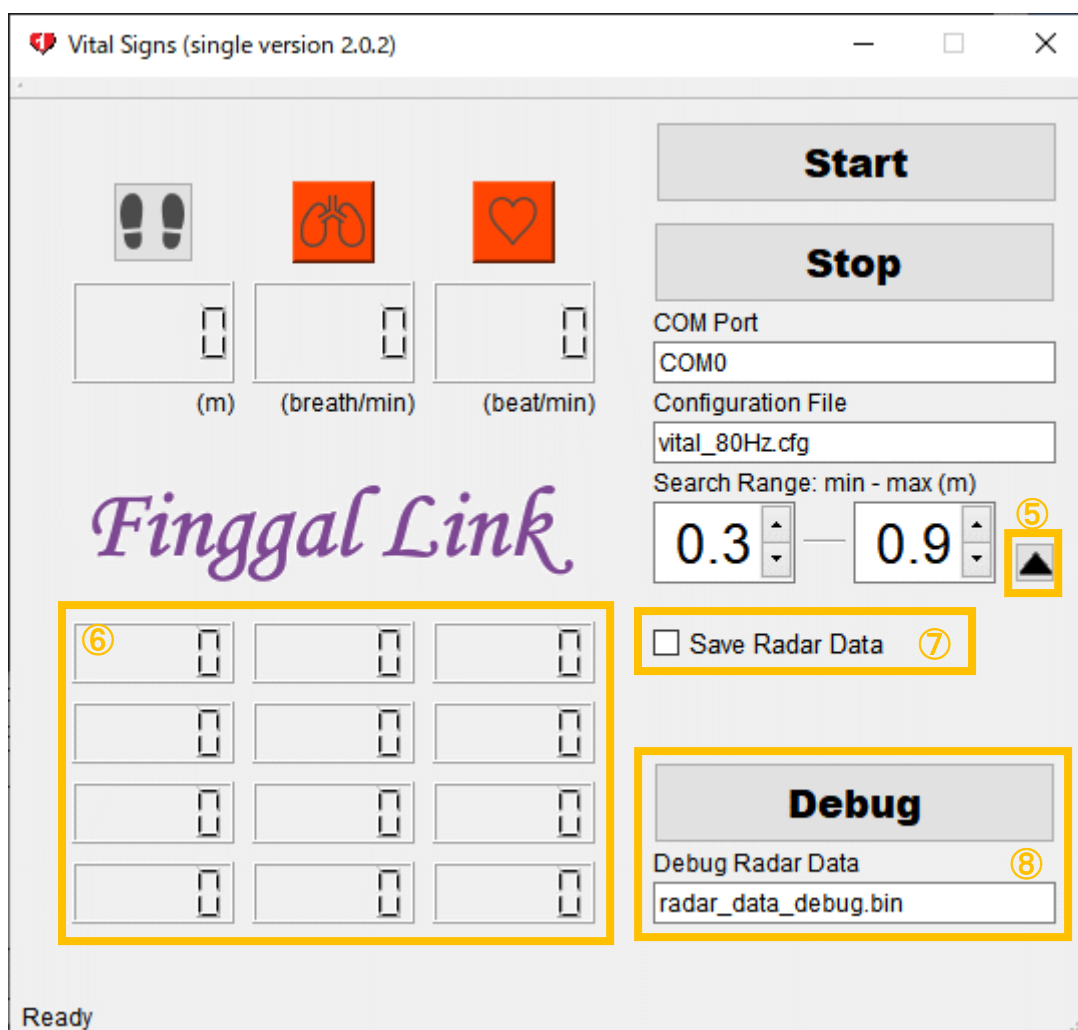 Vital Signs (single version 2.0.2)
Start
Stop
0 0 0
(m) (breath/min) (beat/min)
COM Port
COM0
Configuration File
vital_80Hz.cfg
Search Range: min - max (m)
0.3 — 0.9
⑤
Finggal Link
⑥
0 0 0
0 0 0
0 0 0
0 0 0
Save Radar Data ⑦
Debug
Debug Radar Data ⑧
radar_data_debug.bin
Ready